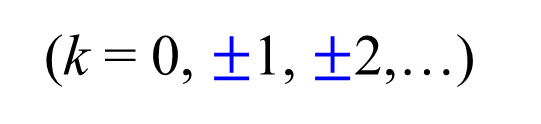 (k = 0, ±1, ±2,…)